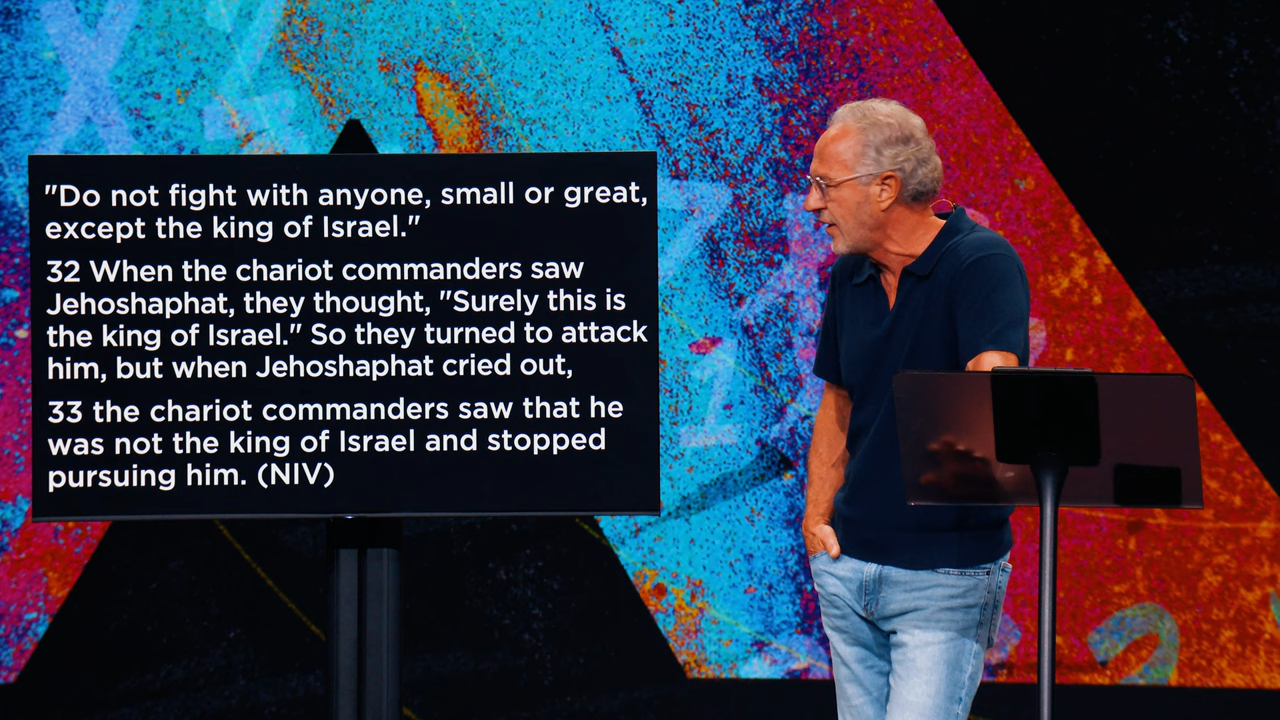 "Do not fight with anyone, small or great,
except the king of Israel."
32 When the chariot commanders saw
Jehoshaphat, they thought, "Surely this is
the king of Israel." So they turned to attack
him, but when Jehoshaphat cried out,
33 the chariot commanders saw that he
was not the king of Israel and stopped
pursuing him. (NIV)